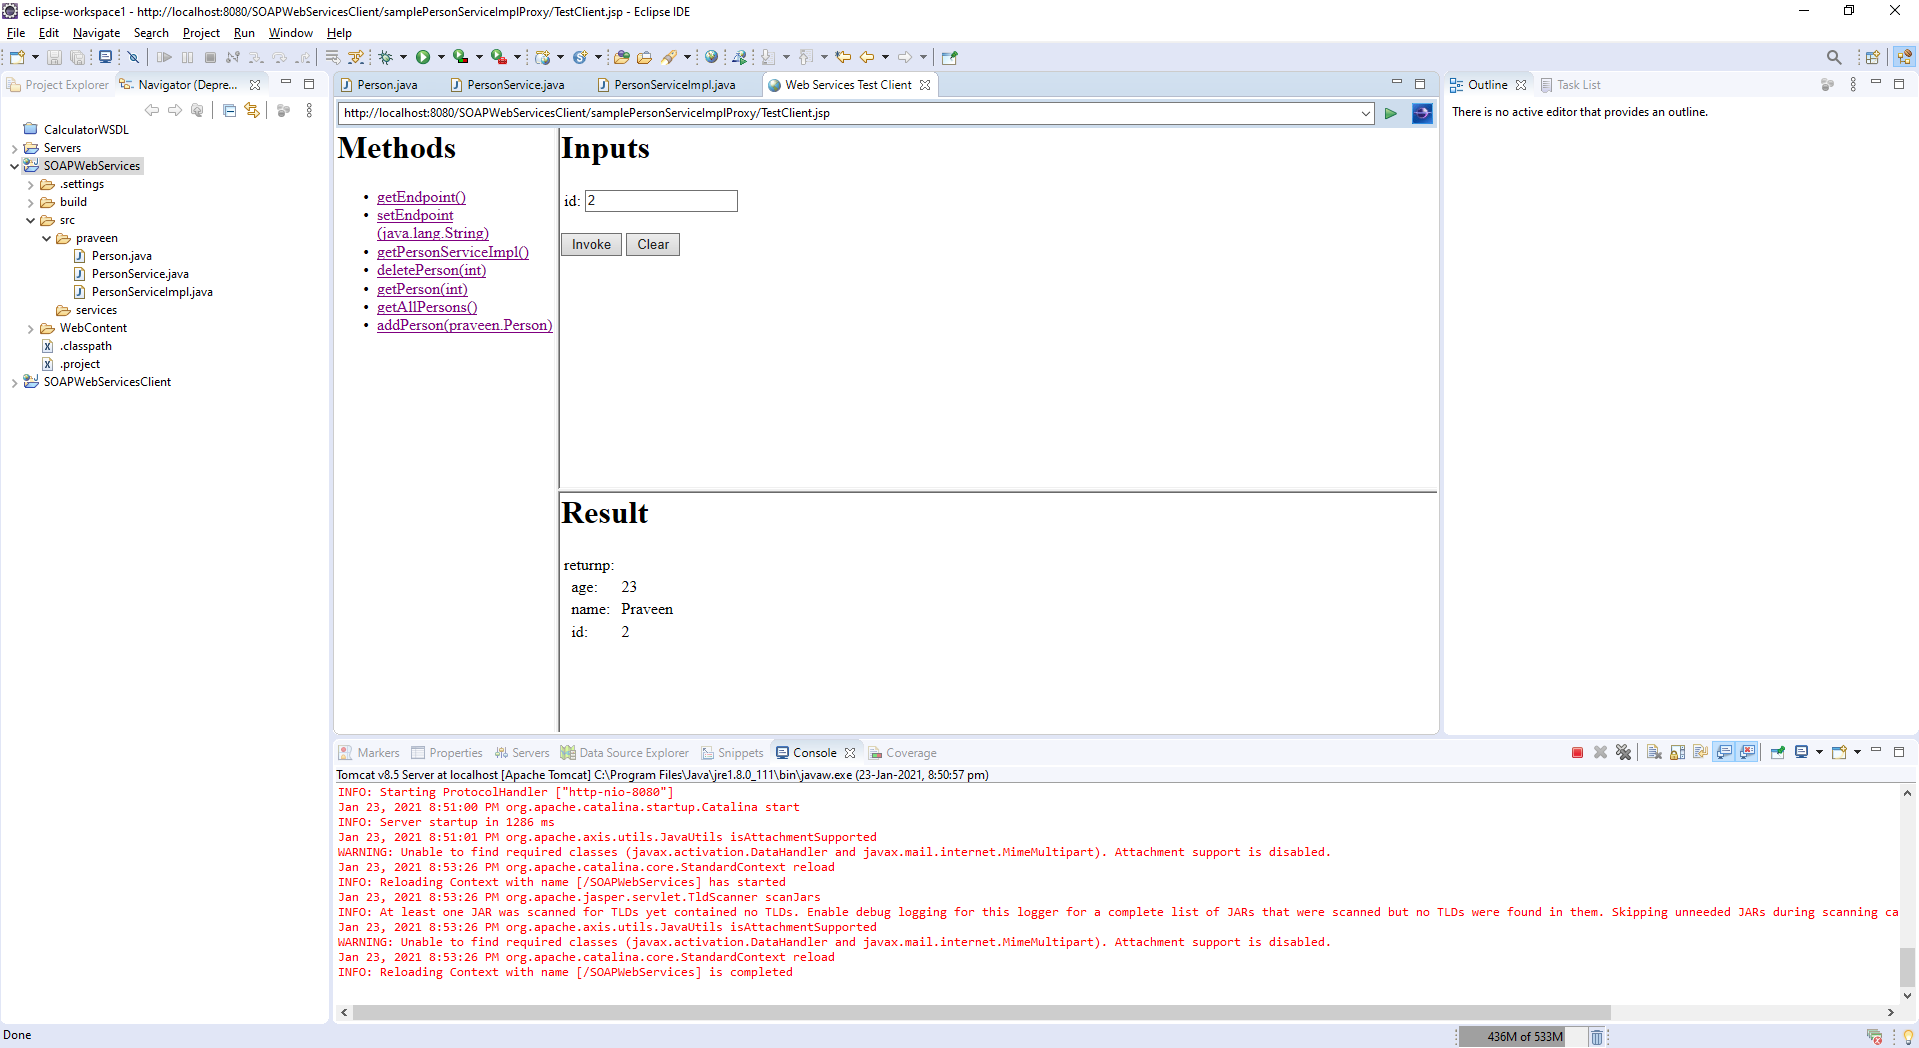 eclipse-workspace1 - http://localhost:8080/SOAPWebServicesClient/samplePersonServiceImplProxy/TestClient.jsp - Eclipse IDE
File Edit Navigate Search Project Run Window Help
Project Explorer Navigator (Depre...
CalculatorWSDL
Servers
SOAPWebServices
.settings
build
src
praveen
Person.java
PersonService.java
PersonServiceImpl.java
services
WebContent
.classpath
.project
SOAPWebServicesClient
Person.java PersonService.java PersonServiceImpl.java Web Services Test Client
http://localhost:8080/SOAPWebServicesClient/samplePersonServiceImplProxy/TestClient.jsp
Methods
getEndpoint()
setEndpoint
(java.lang.String)
getPersonServiceImpl()
deletePerson(int)
getPerson(int)
getAllPersons()
addPerson(praveen.Person)
Inputs
id: 2
Invoke Clear
Result
returnp:
age: 23
name: Praveen
id: 2
Outline Task List
There is no active editor that provides an outline.
Markers Properties Servers Data Source Explorer Snippets Console Coverage
Tomcat v8.5 Server at localhost [Apache Tomcat] C:\Program Files\Java\jre1.8.0_111\bin\javaw.exe (23-Jan-2021, 8:50:57 pm)
INFO: Starting ProtocolHandler ["http-nio-8080"]
Jan 23, 2021 8:51:00 PM org.apache.catalina.startup.Catalina start
INFO: Server startup in 1286 ms
Jan 23, 2021 8:51:01 PM org.apache.axis.utils.JavaUtils isAttachmentSupported
WARNING: Unable to find required classes (javax.activation.DataHandler and javax.mail.internet.MimeMultipart). Attachment support is disabled.
Jan 23, 2021 8:53:26 PM org.apache.catalina.core.StandardContext reload
INFO: Reloading Context with name [/SOAPWebServices] has started
Jan 23, 2021 8:53:26 PM org.apache.jasper.servlet.TldScanner scanJars
INFO: At least one JAR was scanned for TLDs yet contained no TLDs. Enable debug logging for this logger for a complete list of JARs that were scanned but no TLDs were found in them. Skipping unneeded JARs during scanning ca
Jan 23, 2021 8:53:26 PM org.apache.axis.utils.JavaUtils isAttachmentSupported
WARNING: Unable to find required classes (javax.activation.DataHandler and javax.mail.internet.MimeMultipart). Attachment support is disabled.
Jan 23, 2021 8:53:26 PM org.apache.catalina.core.StandardContext reload
INFO: Reloading Context with name [/SOAPWebServices] is completed
Done
436M of 533M